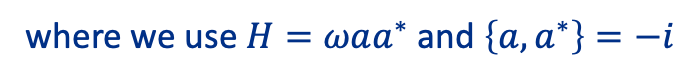 where we use 𝐻 = 𝜔𝑎𝑎* and {𝑎, 𝑎*} = −𝑖